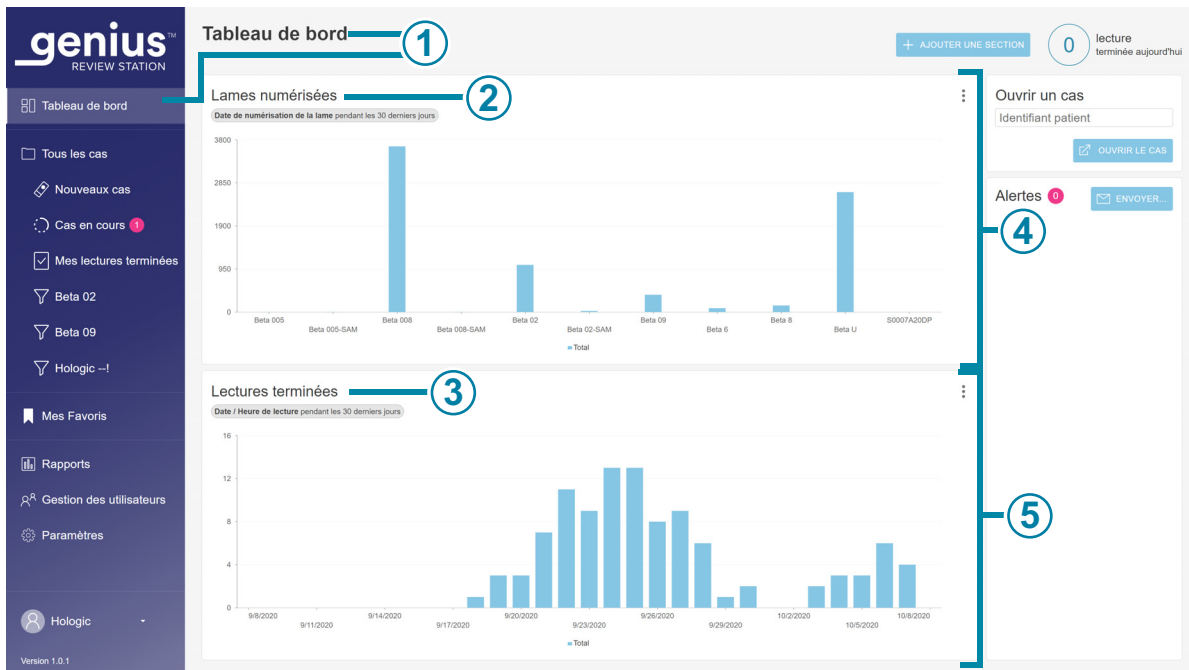 genius™
REVIEW STATION
Tableau de bord
Tous les cas
Nouveaux cas
Cas en cours 1
Mes lectures terminées
Beta 02
Beta 09
Hologic --!
Mes Favoris
Rapports
Gestion des utilisateurs
Paramètres
Hologic
Version 1.0.1
Tableau de bord
1
+ AJOUTER UNE SECTION
0
lecture
terminée aujourd'hui
Lames numérisées
2
Date de numérisation de la lame pendant les 30 derniers jours
3800
2850
1900
950
0
Beta 005
Beta 005-SAM
Beta 008
Beta 008-SAM
Beta 02
Beta 02-SAM
Beta 09
Beta 6
Beta 8
Beta U
S0007A20DP
Total
Lectures terminées
3
Date / Heure de lecture pendant les 30 derniers jours
16
12
8
4
0
9/8/2020
9/11/2020
9/14/2020
9/17/2020
9/20/2020
9/23/2020
9/26/2020
9/29/2020
10/2/2020
10/5/2020
10/8/2020
Total
Ouvrir un cas
Identifiant patient
OUVRIR LE CAS
Alertes 0
ENVOYER...
4
5